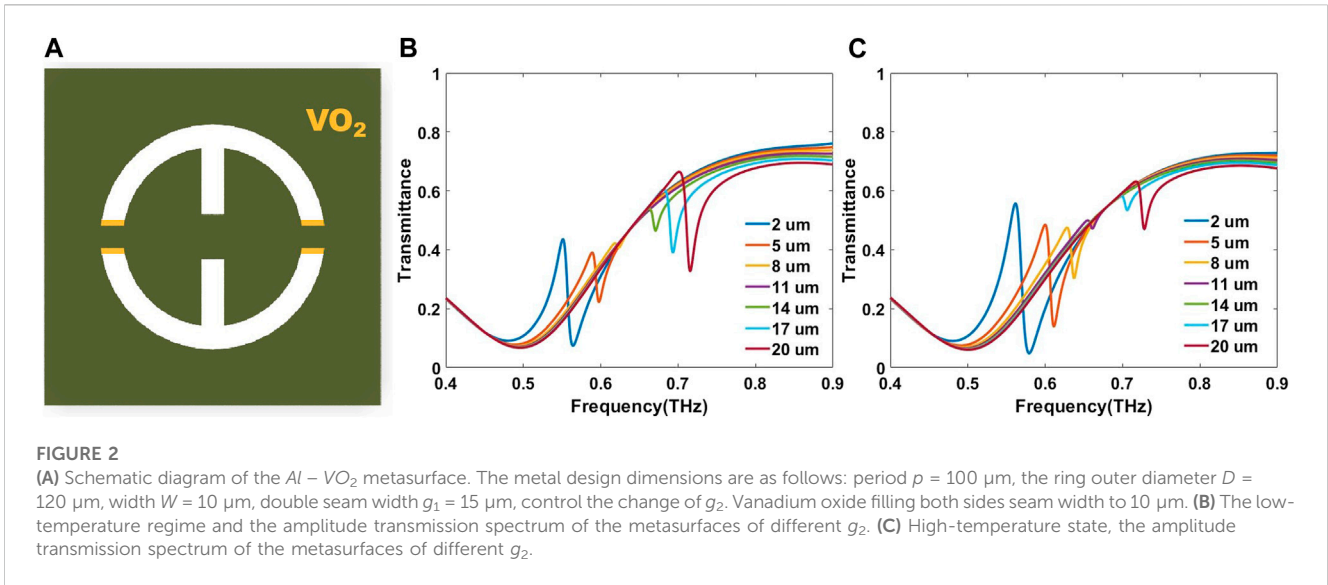 A
VO2
B
1
0.8
0.6
0.4
0.2
0
Transmittance
0.4 0.5 0.6 0.7 0.8 0.9
Frequency(THz)
2 um
5 um
8 um
11 um
14 um
17 um
20 um
C
1
0.8
0.6
0.4
0.2
0
Transmittance
0.4 0.5 0.6 0.7 0.8 0.9
Frequency(THz)
2 um
5 um
8 um
11 um
14 um
17 um
20 um
FIGURE 2
(A) Schematic diagram of the Al – VO2 metasurface. The metal design dimensions are as follows: period p = 100 μm, the ring outer diameter D =
120 μm, width W = 10 μm, double seam width g1 = 15 μm, control the change of g2. Vanadium oxide filling both sides seam width to 10 μm. (B) The low-
temperature regime and the amplitude transmission spectrum of the metasurfaces of different g2. (C) High-temperature state, the amplitude
transmission spectrum of the metasurfaces of different g2.